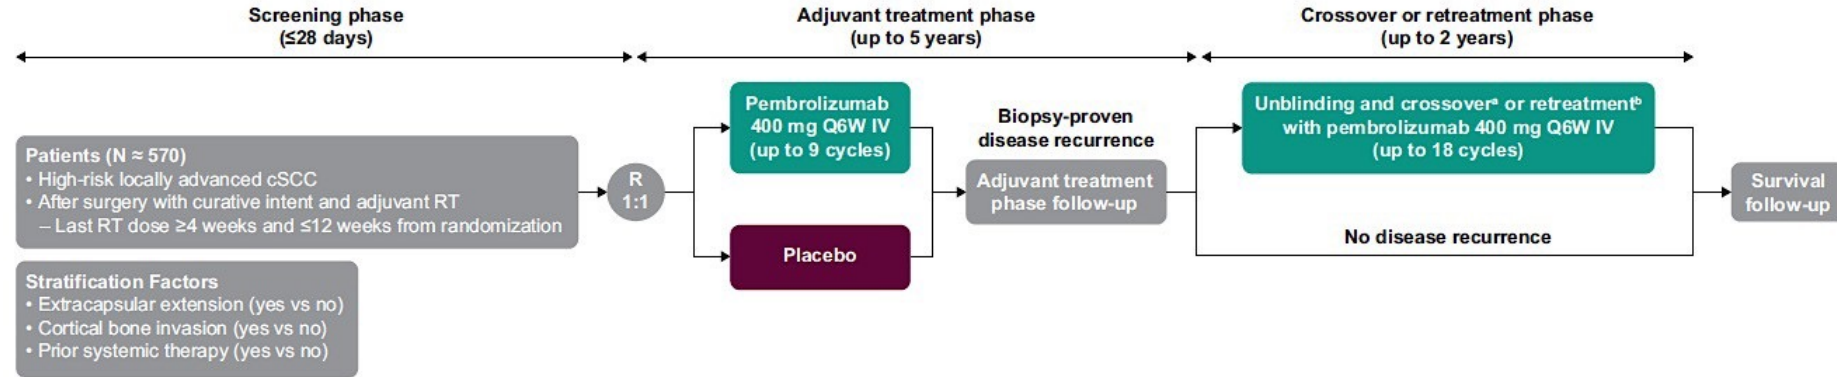 Screening phase
(≤28 days)
Adjuvant treatment phase
(up to 5 years)
Crossover or retreatment phase
(up to 2 years)
Patients (N ≈ 570)
• High-risk locally advanced cSCC
• After surgery with curative intent and adjuvant RT
– Last RT dose ≥4 weeks and ≤12 weeks from randomization
Stratification Factors
• Extracapsular extension (yes vs no)
• Cortical bone invasion (yes vs no)
• Prior systemic therapy (yes vs no)
R
1:1
Pembrolizumab
400 mg Q6W IV
(up to 9 cycles)
Placebo
Biopsy-proven
disease recurrence
Adjuvant treatment
phase follow-up
Unblinding and crossoverᵃ or retreatmentᵇ
with pembrolizumab 400 mg Q6W IV
(up to 18 cycles)
No disease recurrence
Survival
follow-up